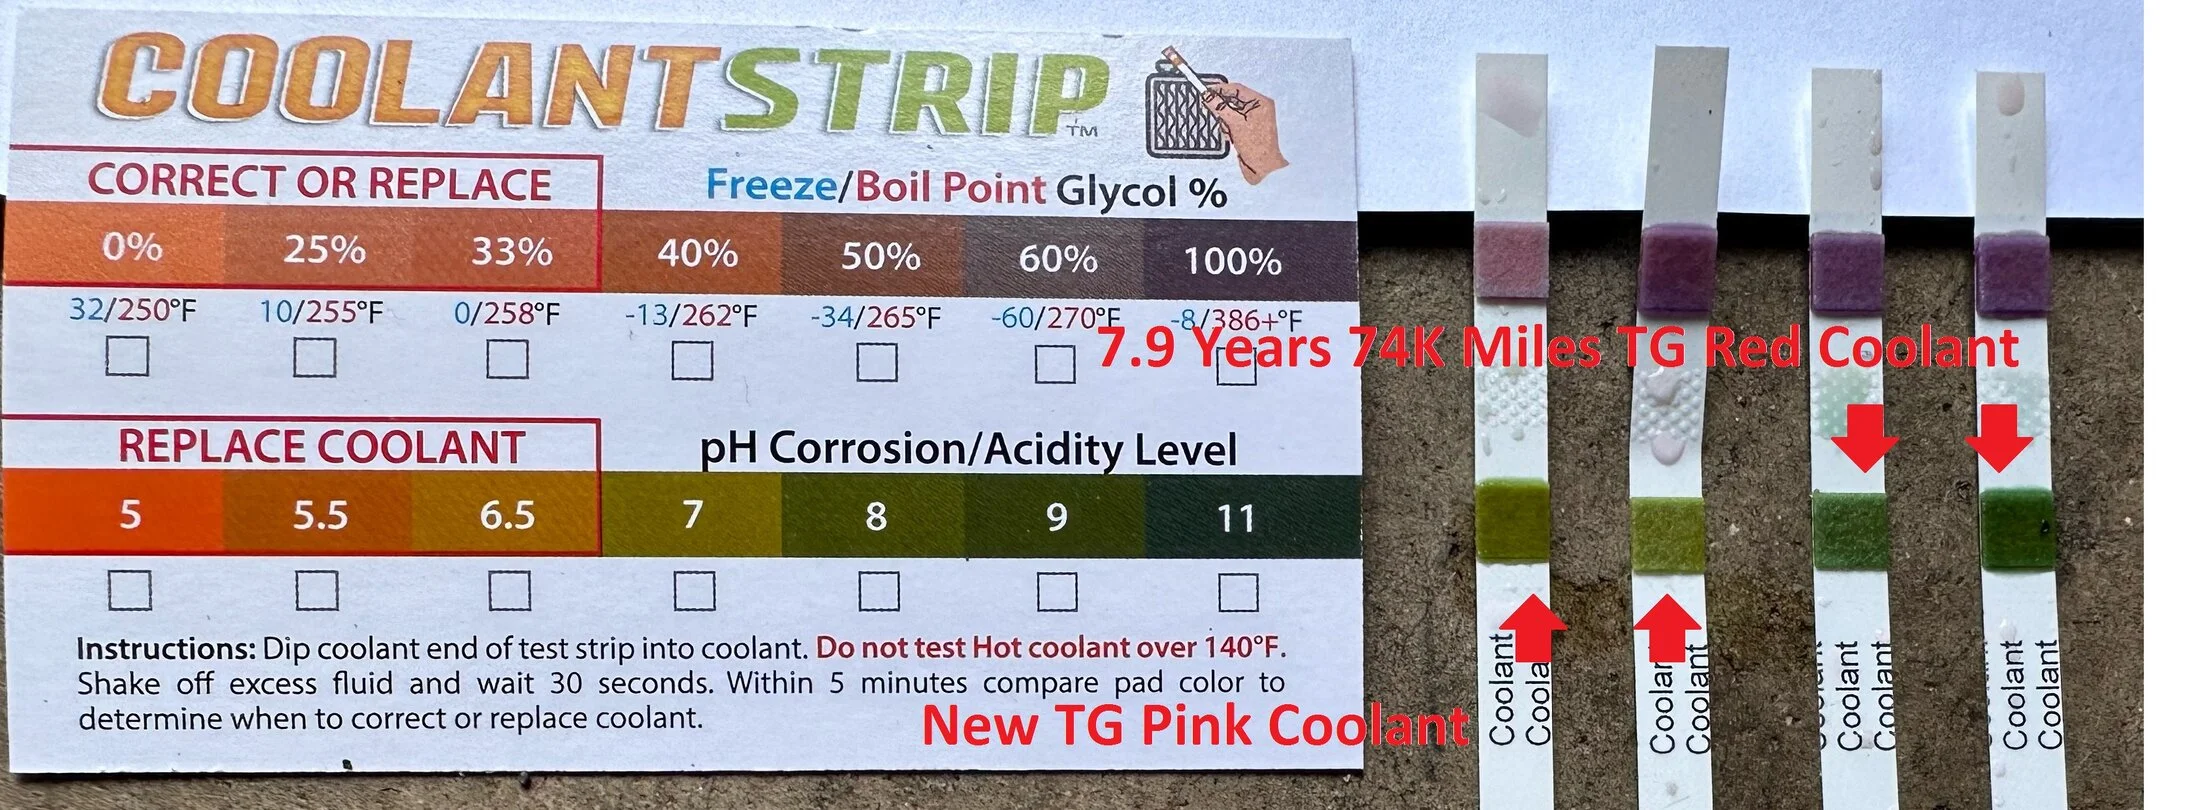 COOLANTSTRIP™
CORRECT OR REPLACE
Freeze/Boil Point Glycol %
0% 25% 33% 40% 50% 60% 100%
32/250°F 10/255°F 0/258°F -13/262°F -34/265°F -60/270°F -8/386+°F
7.9 Years 74K Miles TG Red Coolant
REPLACE COOLANT
pH Corrosion/Acidity Level
5 5.5 6.5 7 8 9 11
Instructions: Dip coolant end of test strip into coolant. Do not test Hot coolant over 140°F.
Shake off excess fluid and wait 30 seconds. Within 5 minutes compare pad color to
determine when to correct or replace coolant.
New TG Pink Coolant
Coolant
Coola
Coolant
Coolant
Coolant
Coolant
Coolant
Coolant